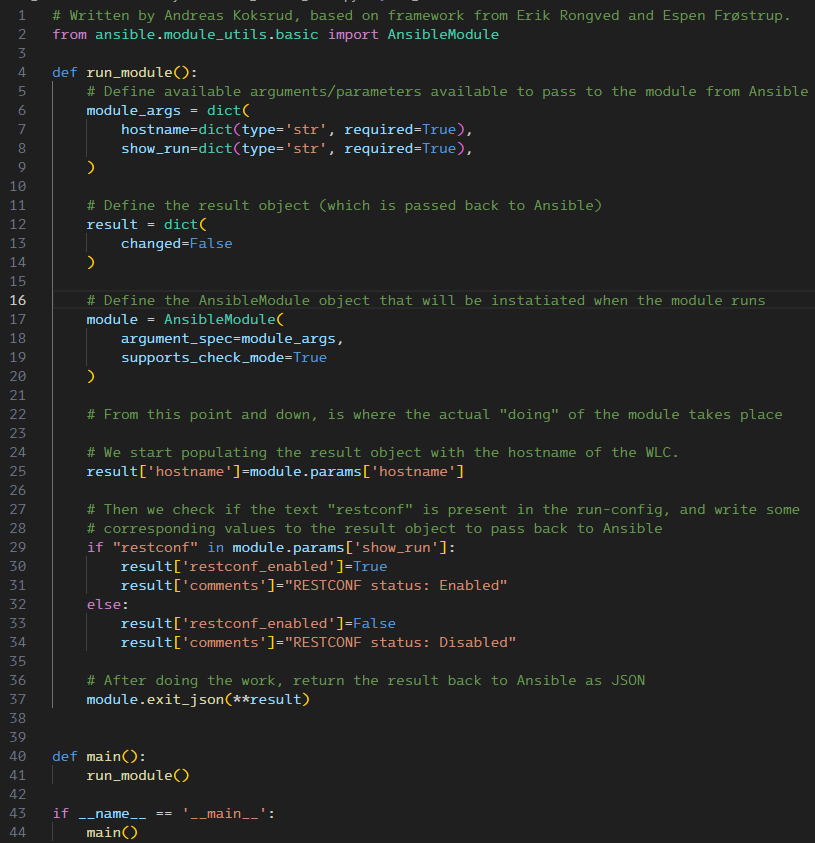 1 # Written by Andreas Koksrud, based on framework from Erik Rongved and Espen Frøstrup.
2 from ansible.module_utils.basic import AnsibleModule
3
4 def run_module():
5     # Define available arguments/parameters available to pass to the module from Ansible
6     module_args = dict(
7         hostname=dict(type='str', required=True),
8         show_run=dict(type='str', required=True),
9     )
10
11     # Define the result object (which is passed back to Ansible)
12     result = dict(
13         changed=False
14     )
15
16     # Define the AnsibleModule object that will be instatiated when the module runs
17     module = AnsibleModule(
18         argument_spec=module_args,
19         supports_check_mode=True
20     )
21
22     # From this point and down, is where the actual "doing" of the module takes place
23
24     # We start populating the result object with the hostname of the WLC.
25     result['hostname']=module.params['hostname']
26
27     # Then we check if the text "restconf" is present in the run-config, and write some
28     # corresponding values to the result object to pass back to Ansible
29     if "restconf" in module.params['show_run']:
30         result['restconf_enabled']=True
31         result['comments']="RESTCONF status: Enabled"
32     else:
33         result['restconf_enabled']=False
34         result['comments']="RESTCONF status: Disabled"
35
36     # After doing the work, return the result back to Ansible as JSON
37     module.exit_json(**result)
38
39
40 def main():
41     run_module()
42
43 if __name__ == '__main__':
44     main()